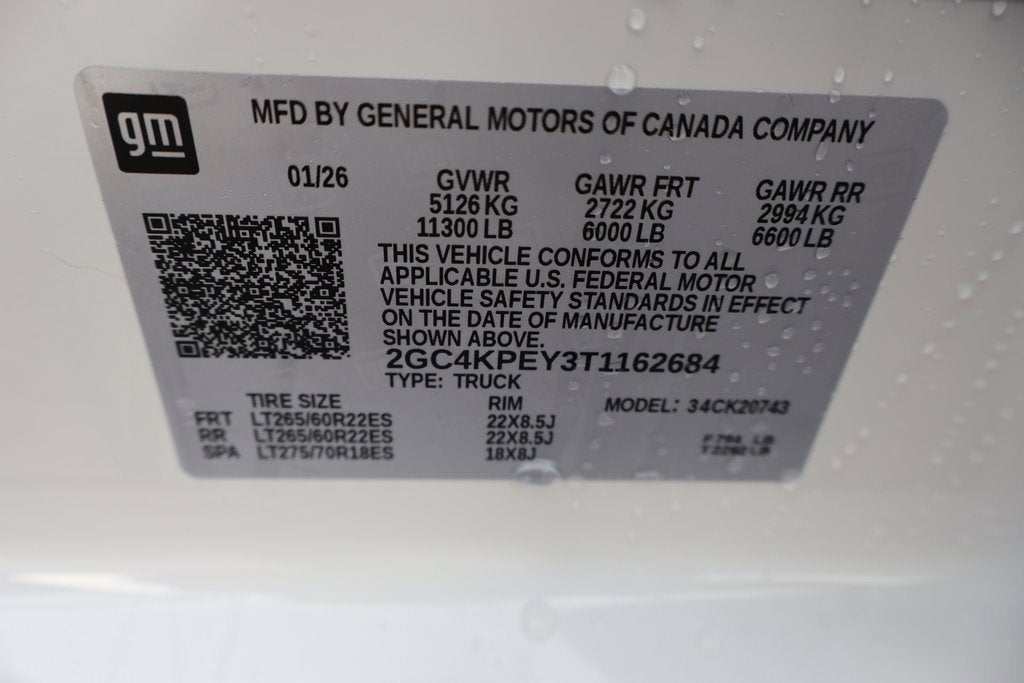 gm
MFD BY GENERAL MOTORS OF CANADA COMPANY
01/26 GVWR GAWR FRT GAWR RR
5126 KG 2722 KG 2994 KG
11300 LB 6000 LB 6600 LB
THIS VEHICLE CONFORMS TO ALL
APPLICABLE U.S. FEDERAL MOTOR
VEHICLE SAFETY STANDARDS IN EFFECT
ON THE DATE OF MANUFACTURE
SHOWN ABOVE.
2GC4KPEY3T1162684
TYPE: TRUCK
TIRE SIZE RIM MODEL: 34CK20743
FRT LT265/60R22ES 22X8.5J
RR LT265/60R22ES 22X8.5J
SPA LT275/70R18ES 18X8J